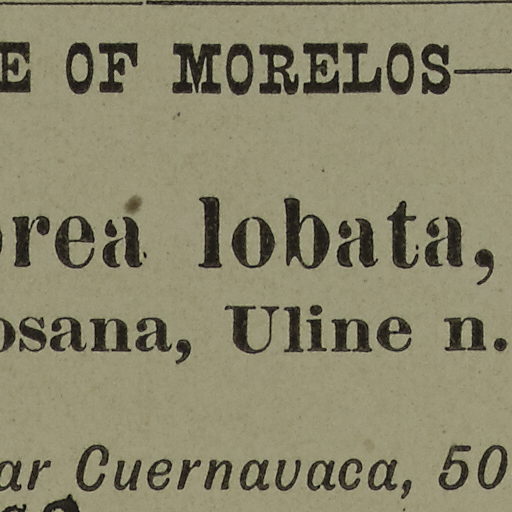 E OF MORELOS—
orea lobata,
osana, Uline n.
ar Cuernavaca, 50